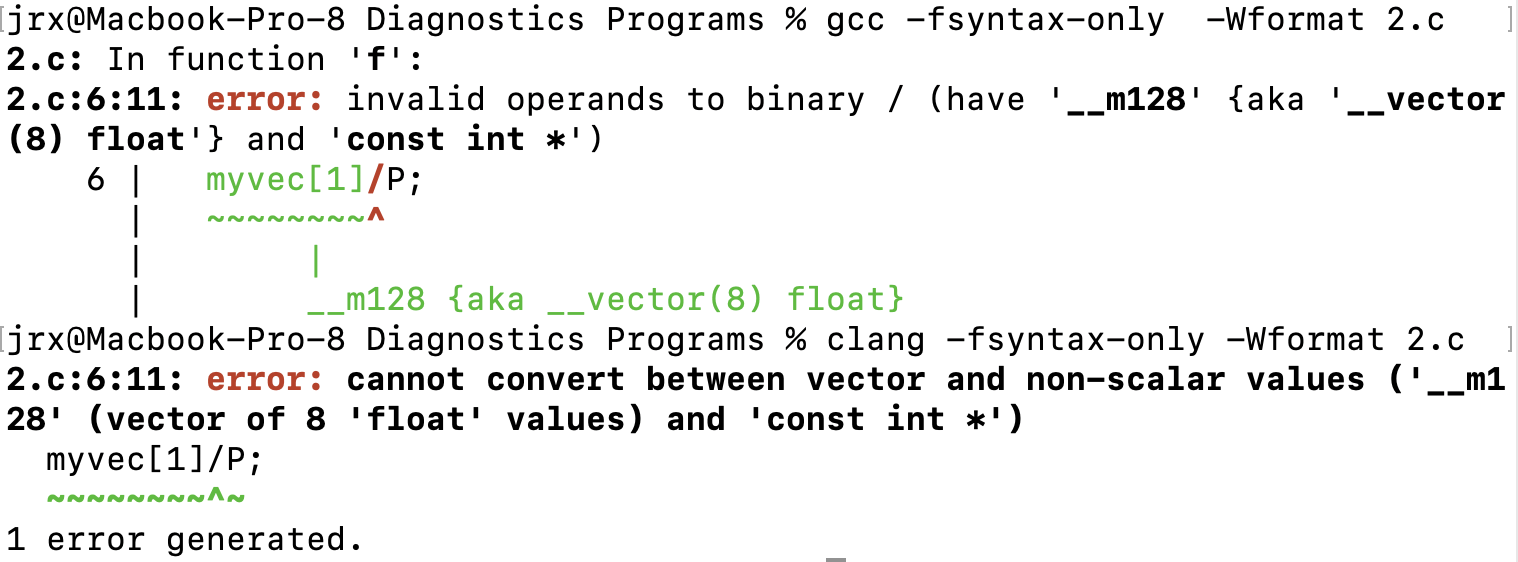 [jrx@Macbook-Pro-8 Diagnostics Programs % gcc -fsyntax-only  -Wformat 2.c   ]
2.c: In function 'f':
2.c:6:11: error: invalid operands to binary / (have '__m128' {aka '__vector
(8) float'} and 'const int *')
    6 |   myvec[1]/P;
      |   ~~~~~~~~^
      |        |
      |        __m128 {aka __vector(8) float}
[jrx@Macbook-Pro-8 Diagnostics Programs % clang -fsyntax-only -Wformat 2.c  ]
2.c:6:11: error: cannot convert between vector and non-scalar values ('__m1
28' (vector of 8 'float' values) and 'const int *')
  myvec[1]/P;
  ~~~~~~~~^~
1 error generated.